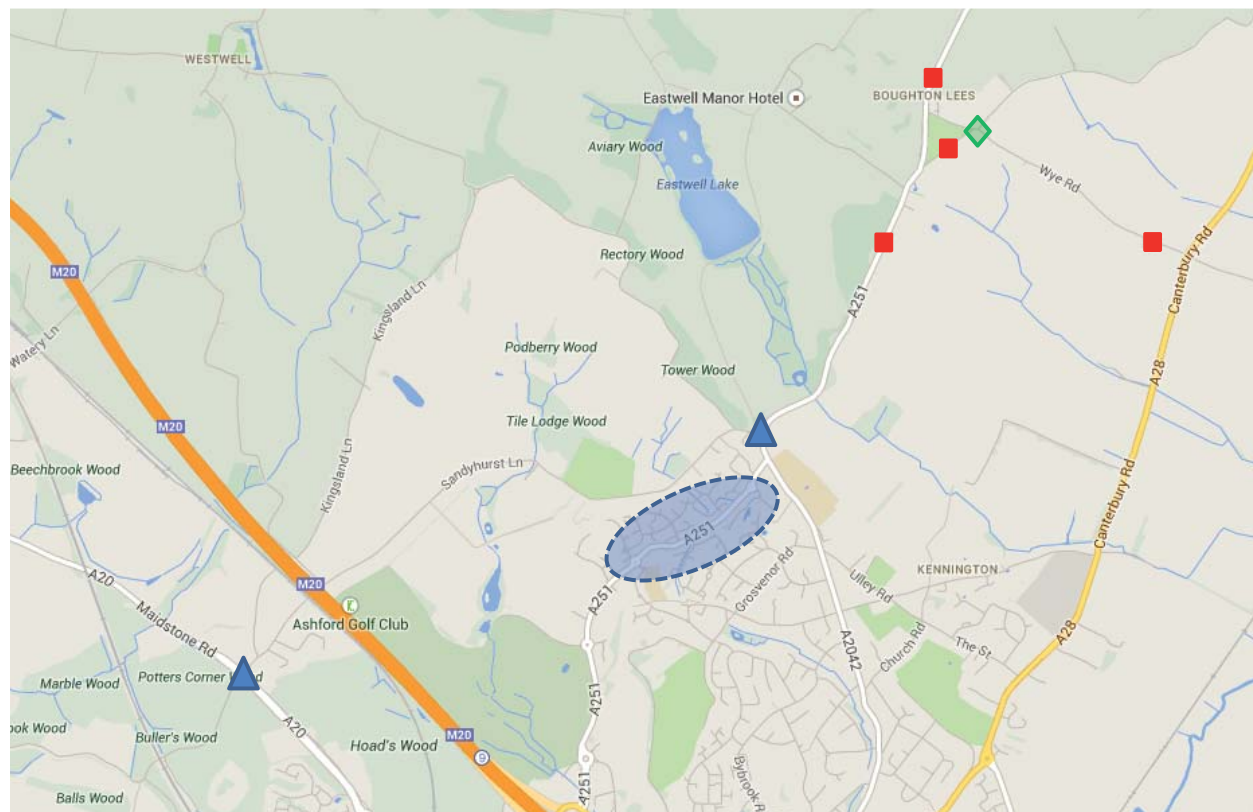 WESTWELL
Eastwell Manor Hotel
BOUGHTON LEES
Aviary Wood
Eastwell Lake
Wye Rd
Rectory Wood
Canterbury Rd
M20
Kingsland Ln
A251
Watery Ln
Podberry Wood
Tower Wood
A28
M20
Tile Lodge Wood
Beechbrook Wood
Sandyhurst Ln
Kingsland Ln
Canterbury Rd
A251
KENNINGTON
A20
M20
Grosvenor Rd
Ulley Rd
A251
Ashford Golf Club
Maidstone Rd
A2042
Church Rd
The St
A28
Marble Wood
Potters Corner
A251
A20
Buller's Wood
Hoad's Wood
M20
9
Bybrook R
ook Wood
A251
Balls Wood